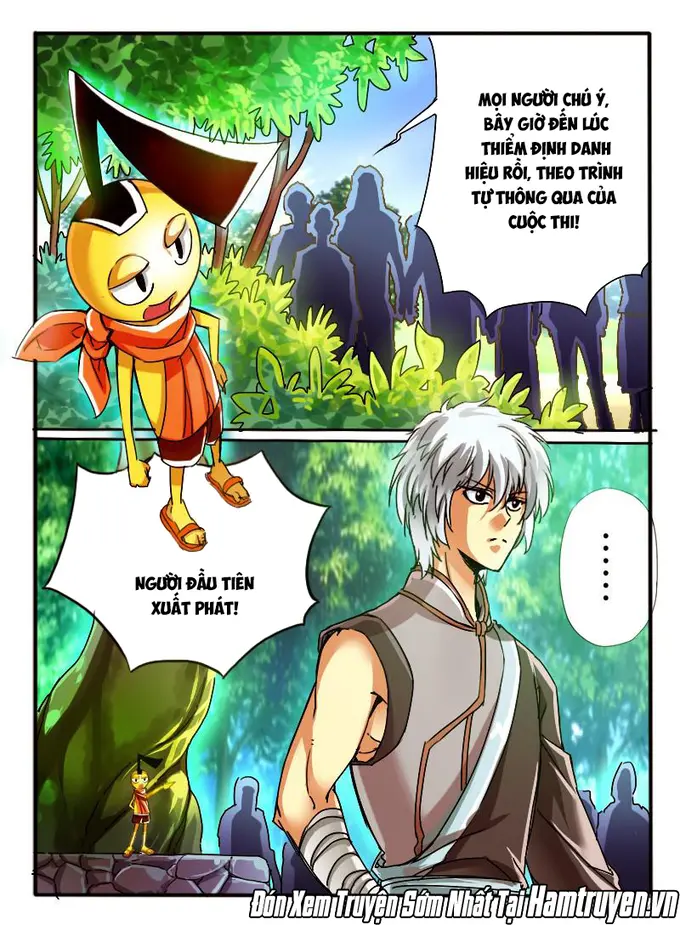 MỌI NGƯỜI CHÚ Ý,
BÂY GIỜ ĐẾN LÚC
THIỂM ĐỊNH DANH
HIỆU RỒI, THEO TRÌNH
TỰ THÔNG QUA CỦA
CUỘC THI!
NGƯỜI ĐẦU TIÊN
XUẤT PHÁT!
......
Đón Xem Truyện Sớm Nhất Tại Hamtruyen.vn